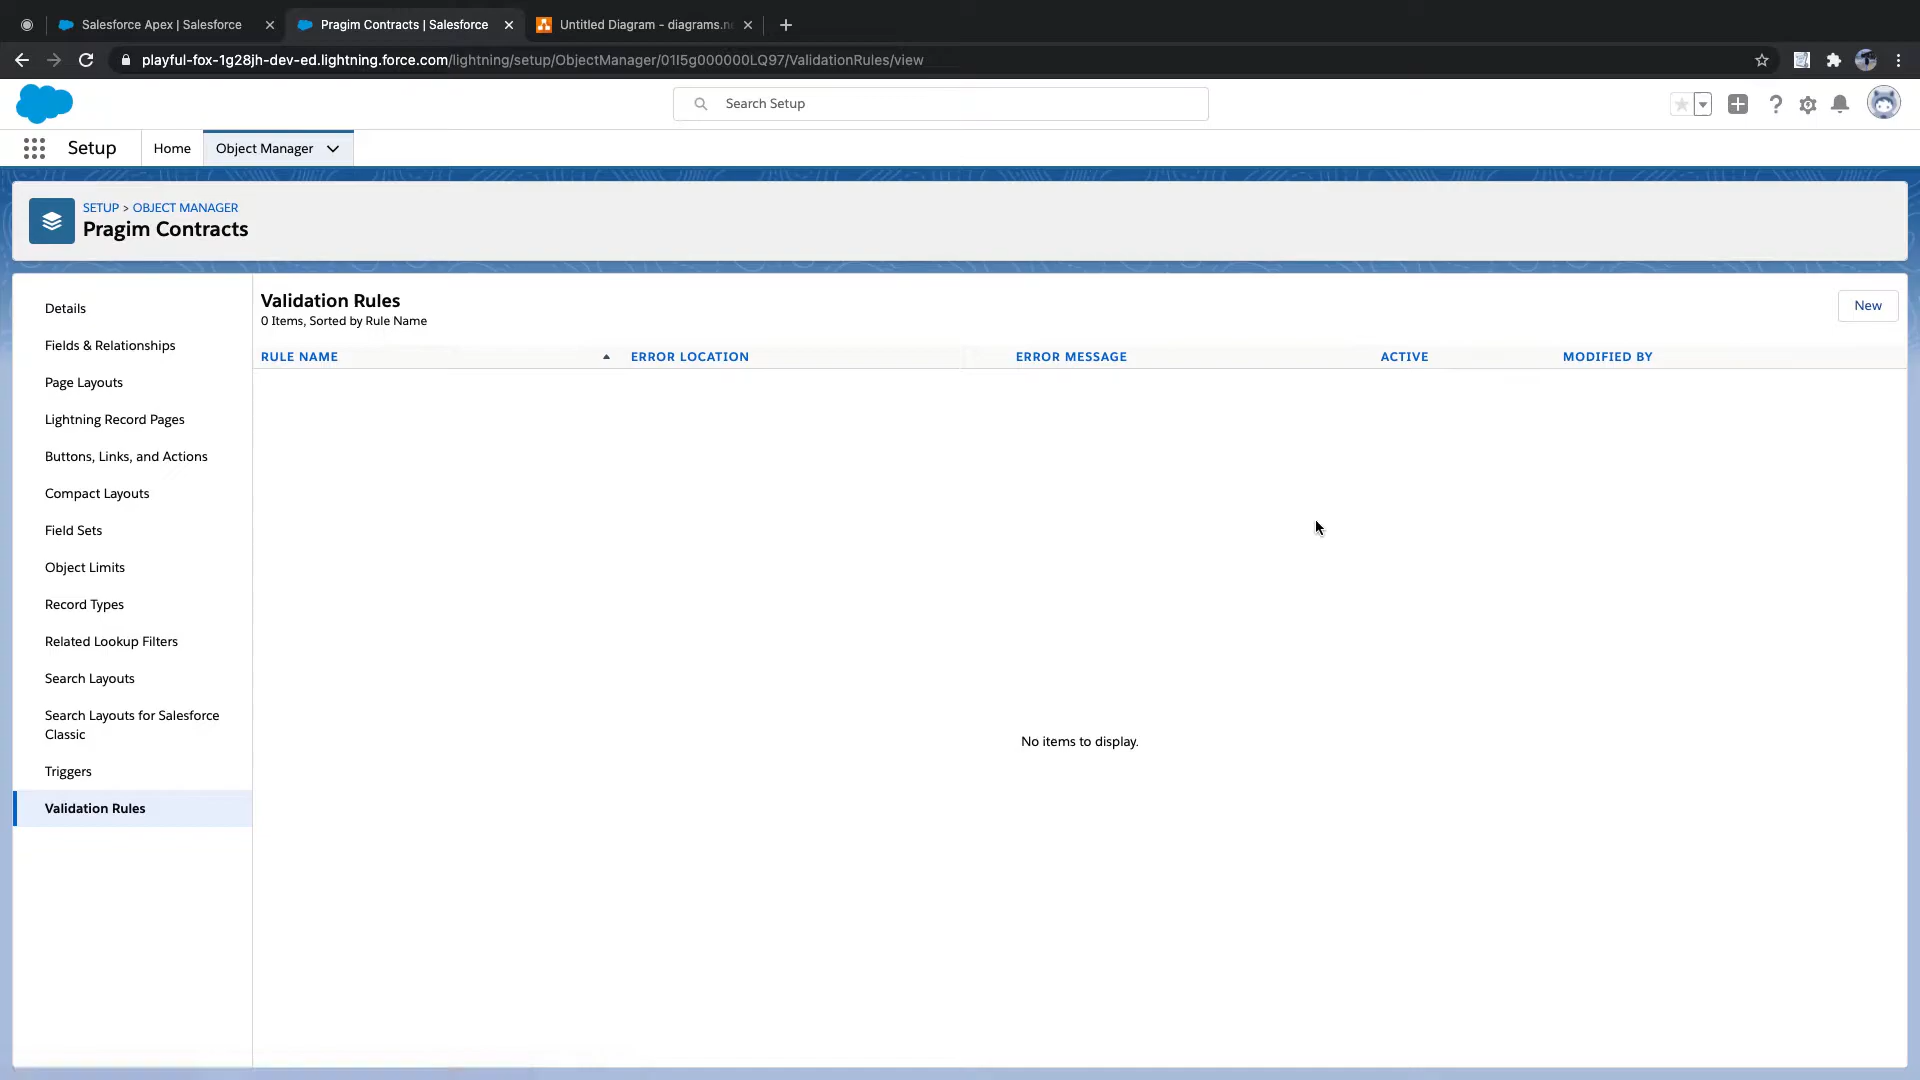 Salesforce Apex | Salesforce
Pragim Contracts | Salesforce
Untitled Diagram - diagrams.ne
playful-fox-1g28jh-dev-ed.lightning.force.com/lightning/setup/ObjectManager/01I5g000000LQ97/ValidationRules/view
Search Setup
Setup
Home
Object Manager
SETUP > OBJECT MANAGER
Pragim Contracts
Details
Fields & Relationships
Page Layouts
Lightning Record Pages
Buttons, Links, and Actions
Compact Layouts
Field Sets
Object Limits
Record Types
Related Lookup Filters
Search Layouts
Search Layouts for Salesforce
Classic
Triggers
Validation Rules
Validation Rules
0 Items, Sorted by Rule Name
New
RULE NAME
ERROR LOCATION
ERROR MESSAGE
ACTIVE
MODIFIED BY
No items to display.